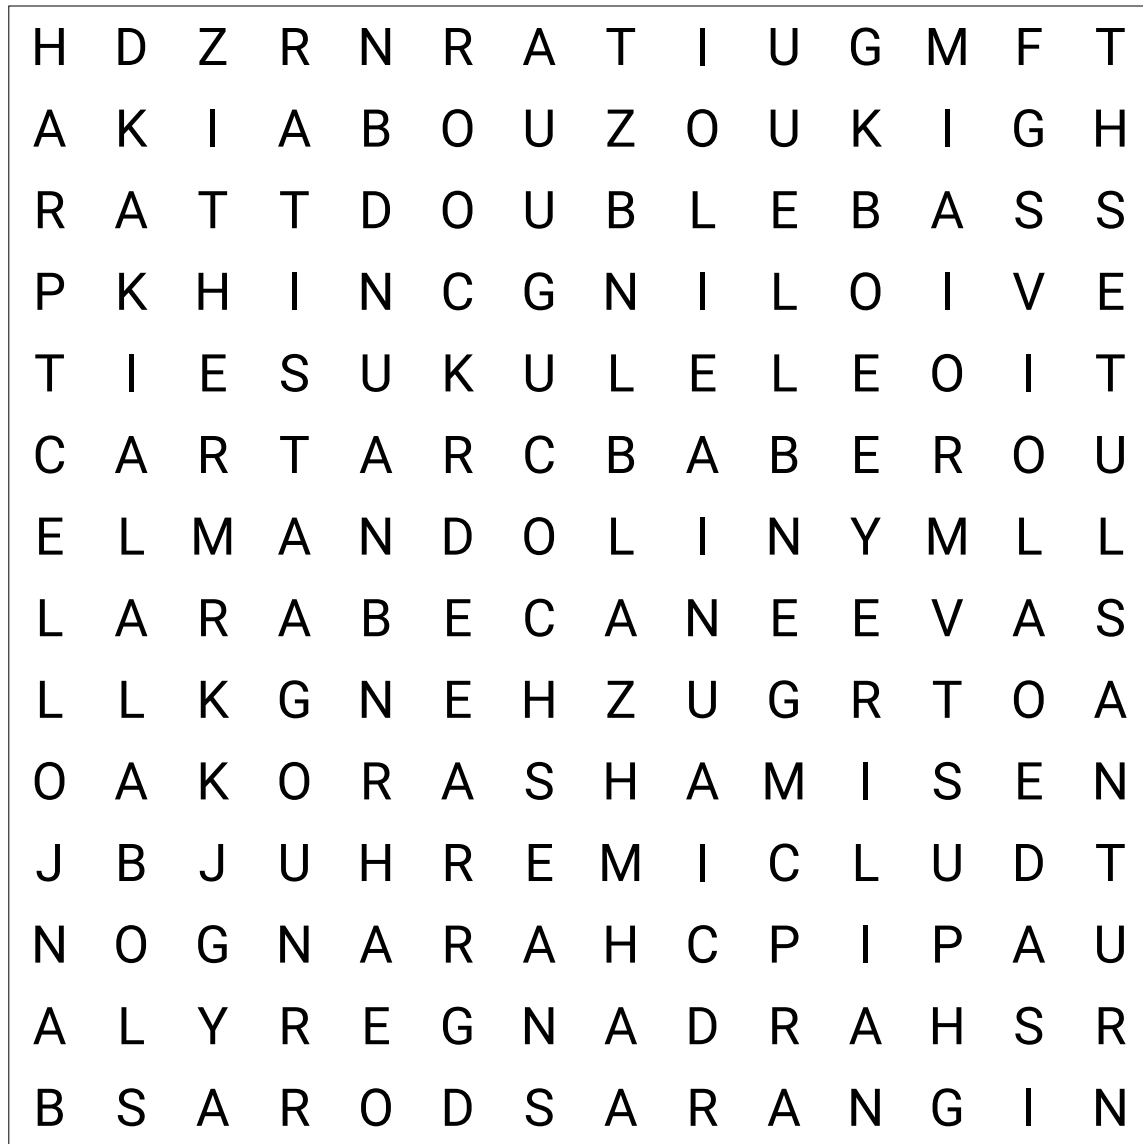 H D Z R N R A T I U G M F T
A K I A B O U Z O U K I G H
R A T T D O U B L E B A S S
P K H I N C G N I L O I V E
T I E S U K U L E L E O I T
C A R T A R C B A B E R O U
E L M A N D O L I N Y M L L
L A R A B E C A N E E V A S
L L K G N E H Z U G R T O A
O A K O R A S H A M I S E N
J B J U H R E M I C L U D T
N O G N A R A H C P I P A U
A L Y R E G N A D R A H S R
B S A R O D S A R A N G I N